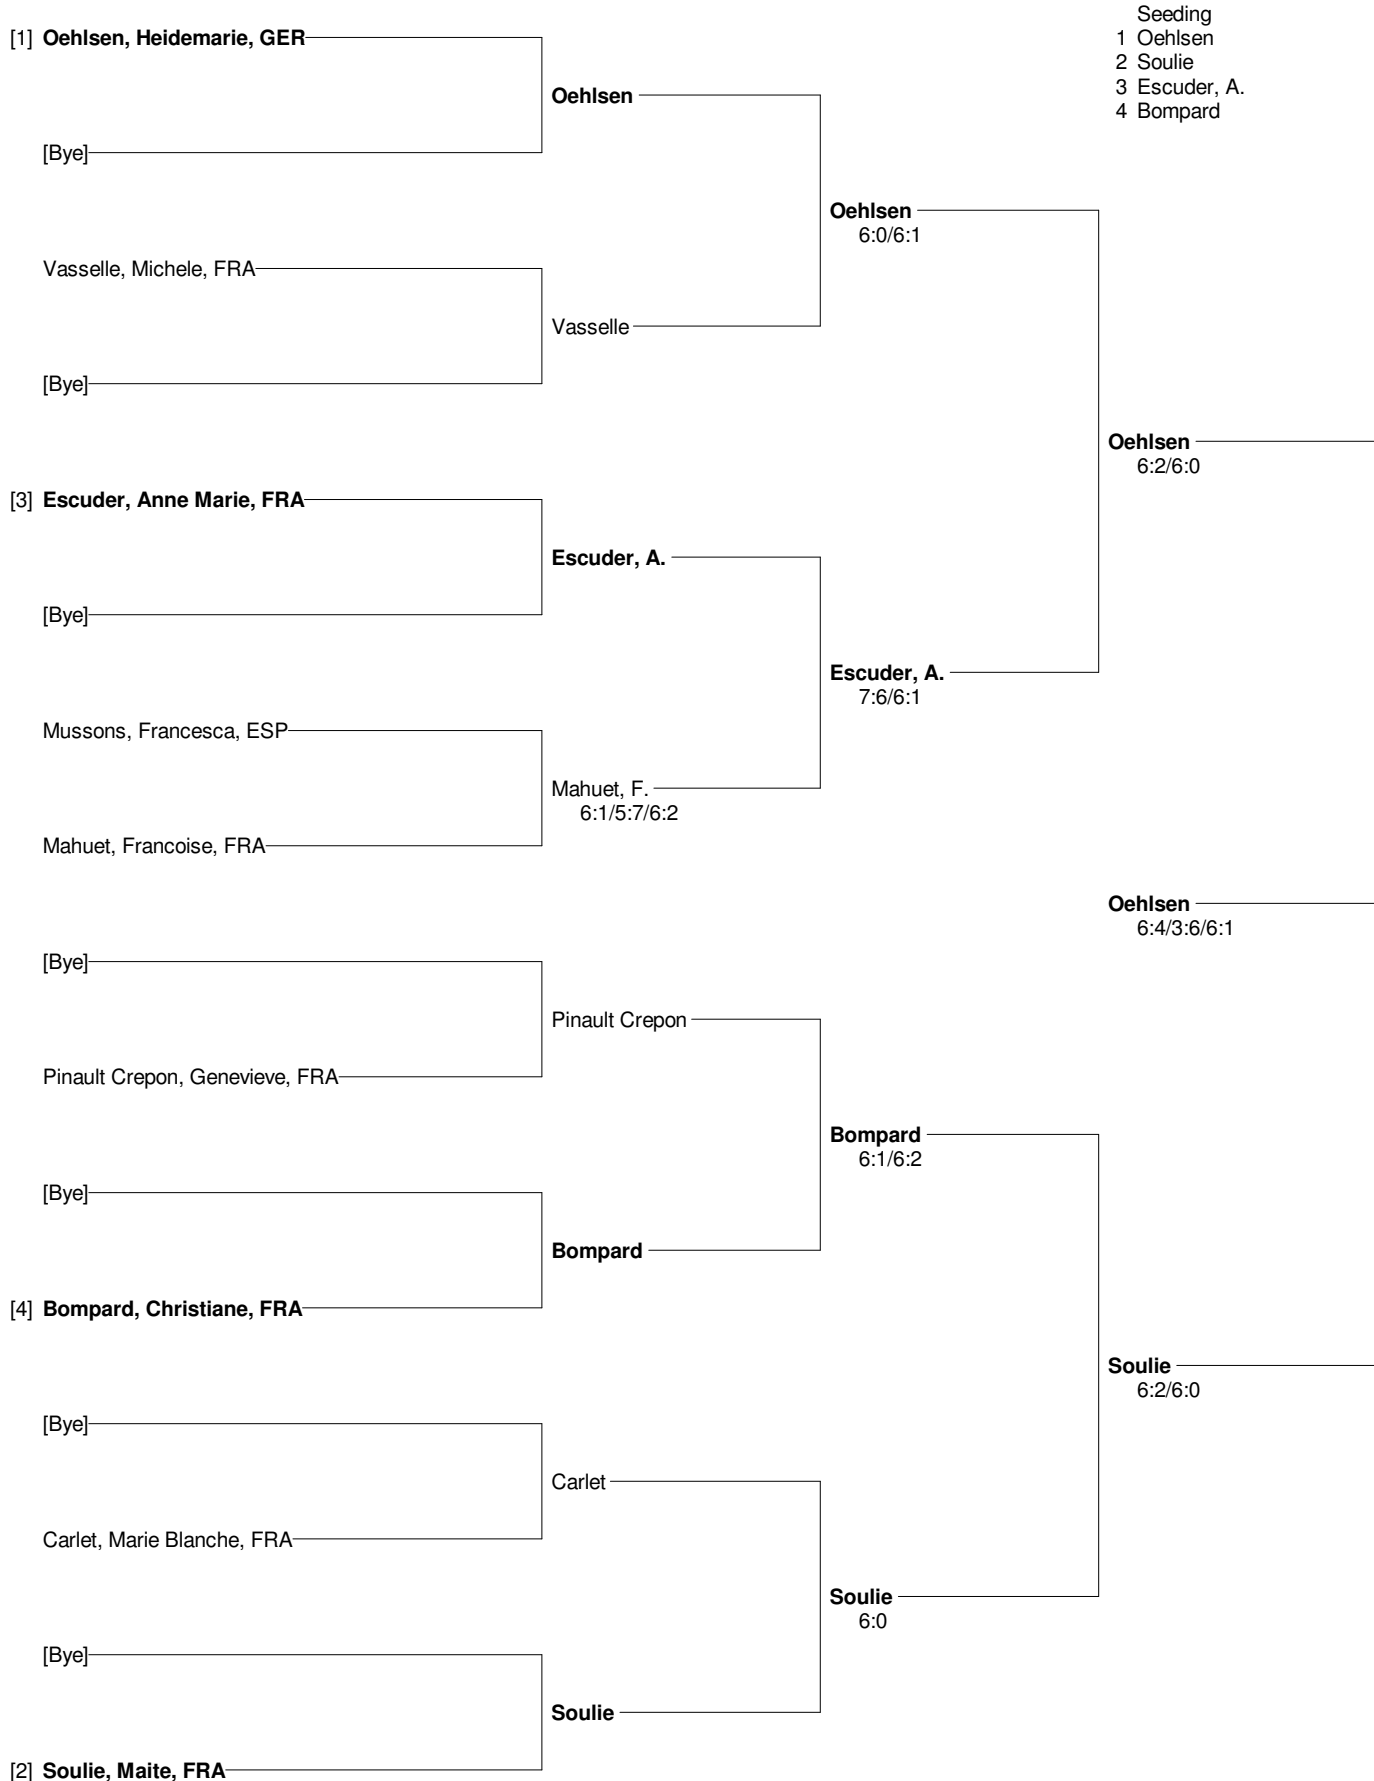 Seeding
1 Oehlsen
2 Soulie
3 Escuder, A.
4 Bompard
[1] Oehlsen, Heidemarie, GER
Oehlsen
[Bye]
Oehlsen
6:0/6:1
Vasselle, Michele, FRA
Vasselle
[Bye]
Oehlsen
6:2/6:0
[3] Escuder, Anne Marie, FRA
Escuder, A.
[Bye]
Escuder, A.
7:6/6:1
Mussons, Francesca, ESP
Mahuet, F.
6:1/5:7/6:2
Mahuet, Francoise, FRA
Oehlsen
6:4/3:6/6:1
[Bye]
Pinault Crepon
Pinault Crepon, Genevieve, FRA
Bompard
6:1/6:2
[Bye]
Bompard
[4] Bompard, Christiane, FRA
Soulie
6:2/6:0
[Bye]
Carlet
Carlet, Marie Blanche, FRA
Soulie
6:0
[Bye]
Soulie
[2] Soulie, Maite, FRA